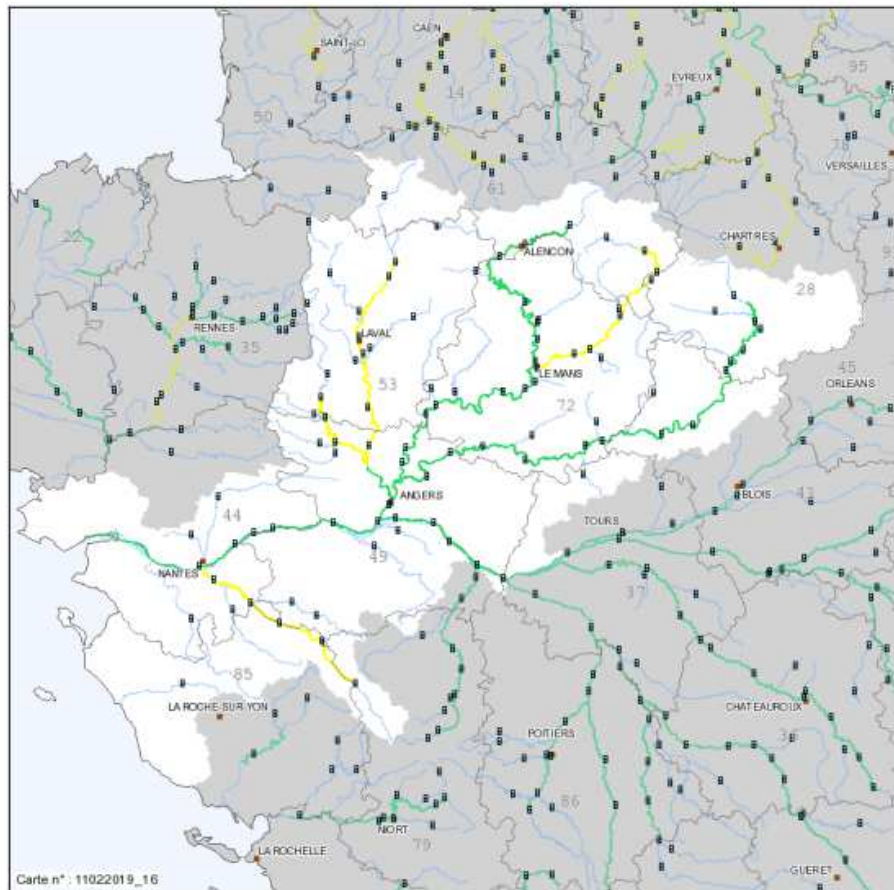 CAEN
SAINT-LO
EVREUX
95
27
14
50
78
VERSAILLES
61
CHARTRES
22
ALENCON
28
RENNES
35
LAVAL
53
LE MANS
72
45
ORLEANS
ANGERS
BLOIS
41
44
TOURS
49
NANTES
37
85
LA ROCHE-SUR-YON
CHATEAUROUX
POITIERS
36
86
NIORT
79
LA ROCHELLE
GUERET
Carte n° : 11022019_16